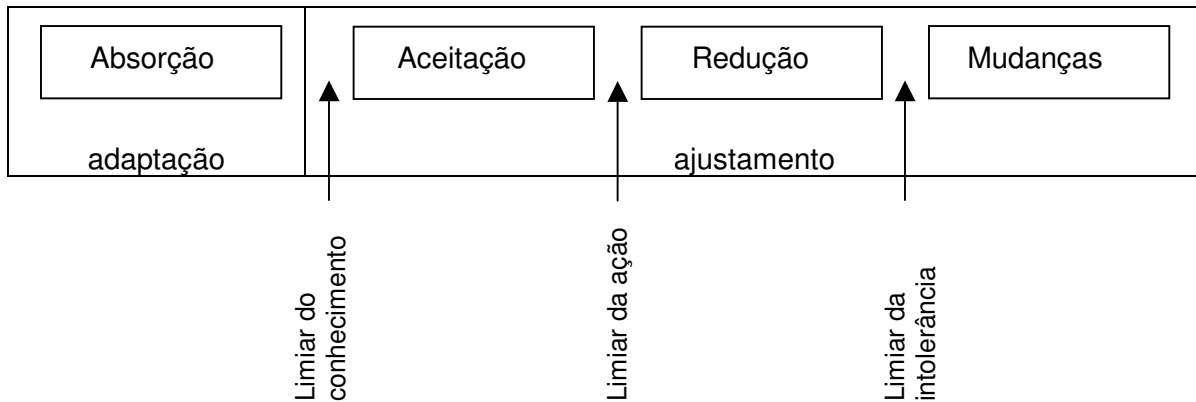 Absorção
Aceitação
Redução
Mudanças
adaptação
ajustamento
Limiar do
conhecimento
Limiar da ação
Limiar da
intolerância